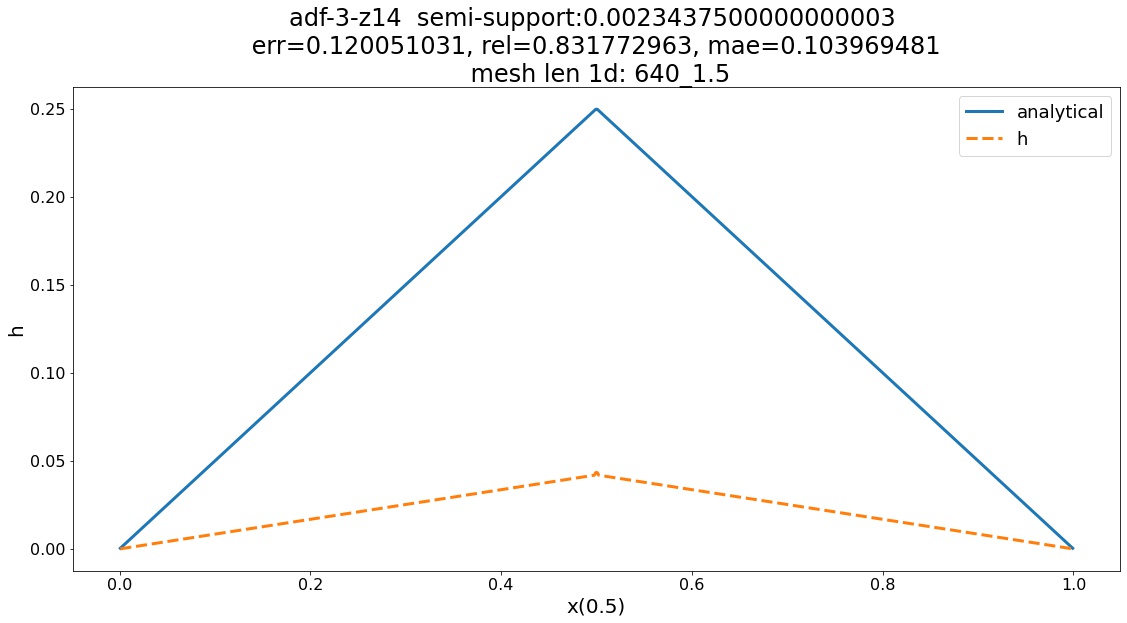 adf-3-z14  semi-support:0.0023437500000000003
err=0.120051031, rel=0.831772963, mae=0.103969481
mesh len 1d: 640_1.5
analytical
h
0.25
0.20
0.15
0.10
0.05
0.00
h
0.0
0.2
0.4
0.6
0.8
1.0
x(0.5)